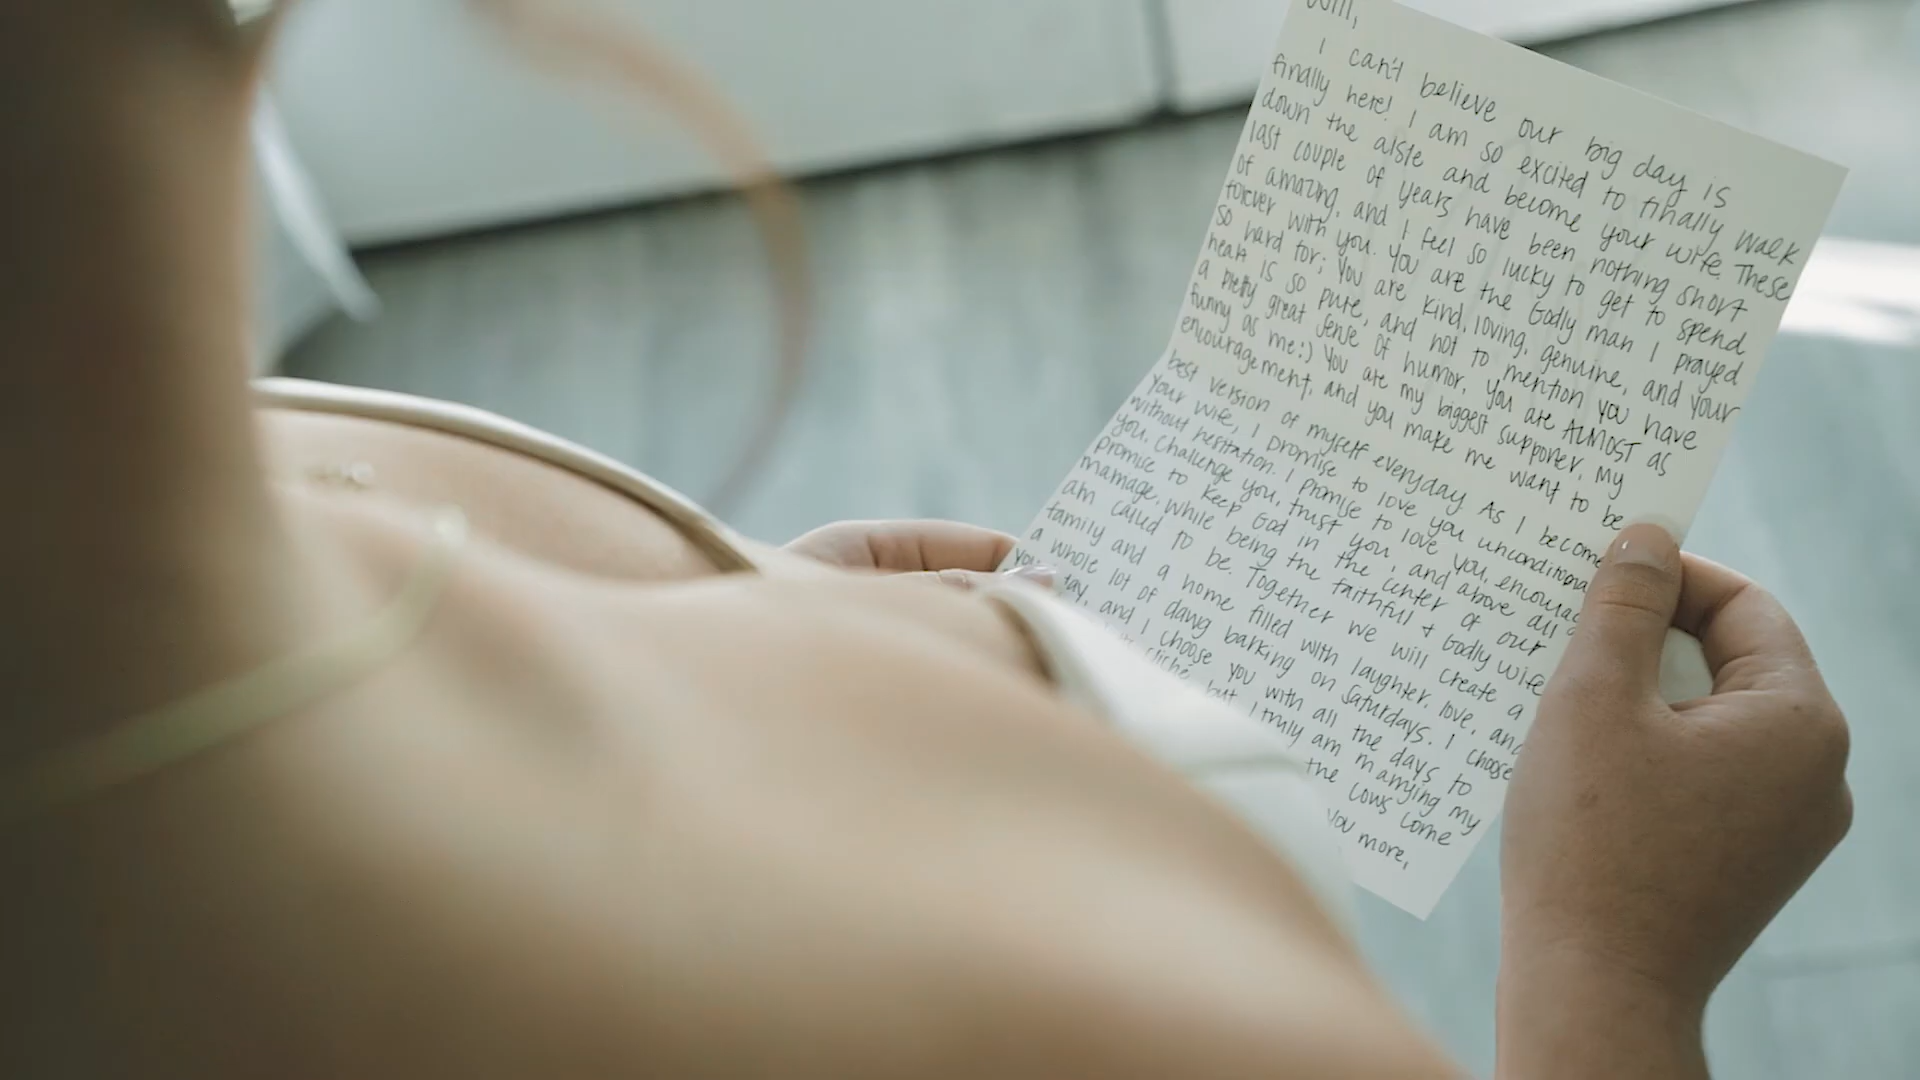 I can't believe our big day is
finally here! I am so excited to finally walk
down the aisle and become your wife. These
last couple of years have been nothing short
of amazing, and I feel so lucky to get to spend
forever with you. You are the Godly man I prayed
so hard for; You are kind, loving, genuine, and your
heart is so pure, and not to mention you have
a pretty great sense of humor. You are ALMOST as
funny as me:) You are my biggest supporter, my
encouragement, and you make me want to be
best version of myself everyday. As I become
your wife, I promise to love you
without hesitation. I promise to love you,
you, challenge you, trust you, and above all
promise to keep God in the center of our
marriage, while being the faithful + Godly wife
am called to be. Together we will create a
family and a home filled with laughter, love, and
a whole lot of dawg barking on Saturdays. I choose
and I choose you with all the days to
cliché but I truly am marrying my
the cows come
you more,